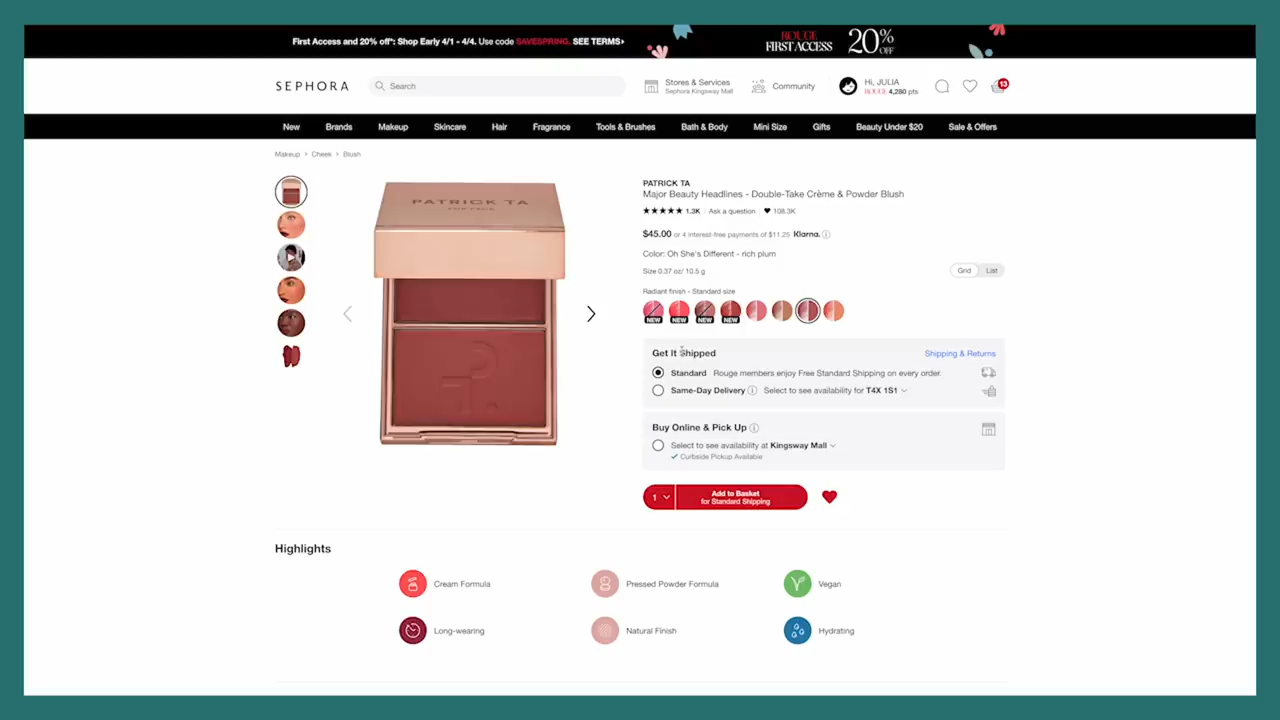 First Access and 20% off*: Shop Early 4/1 - 4/4. Use code SAVESPRING. SEE TERMS▸
ROUGE
FIRST ACCESS
20% OFF
SEPHORA
Search
Stores & Services
Sephora Kingsway Mall
Community
Hi, JULIA
4,280 pts
13
New
Brands
Makeup
Skincare
Hair
Fragrance
Tools & Brushes
Bath & Body
Mini Size
Gifts
Beauty Under $20
Sale & Offers
Makeup > Cheek > Blush
PATRICK TA
PATRICK TA
Major Beauty Headlines - Double-Take Crème & Powder Blush
★★★★★ 1.3K | Ask a question | ♥ 108.3K
$45.00 or 4 interest-free payments of $11.25 Klarna.
Color: Oh She's Different - rich plum
Size 0.37 oz/ 10.5 g
Grid
List
Radiant finish - Standard size
NEW
NEW
NEW
NEW
Get It Shipped
Shipping & Returns
Standard Rouge members enjoy Free Standard Shipping on every order.
Same-Day Delivery Select to see availability for T4X 1S1
Buy Online & Pick Up
Select to see availability at Kingsway Mall
✓ Curbside Pickup Available
1
Add to Basket
for Standard Shipping
Highlights
Cream Formula
Pressed Powder Formula
Vegan
Long-wearing
Natural Finish
Hydrating